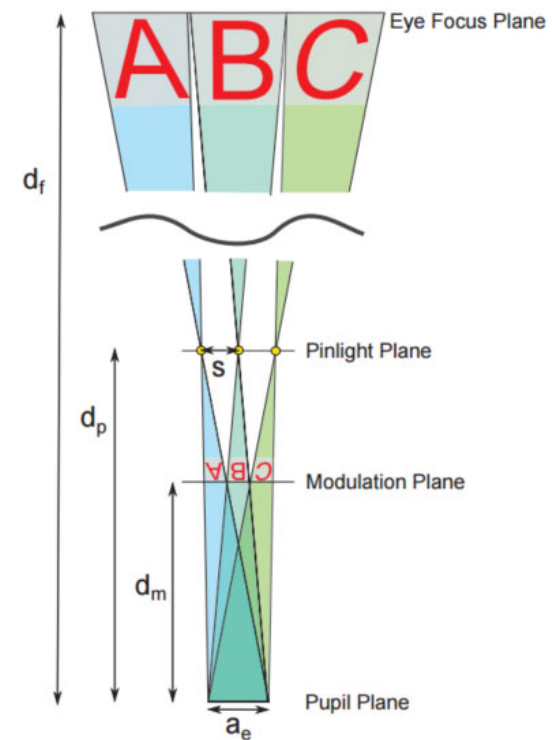 A B C
Eye Focus Plane
d_f
Pinlight Plane
s
d_p
A B C
Modulation Plane
d_m
Pupil Plane
a_e